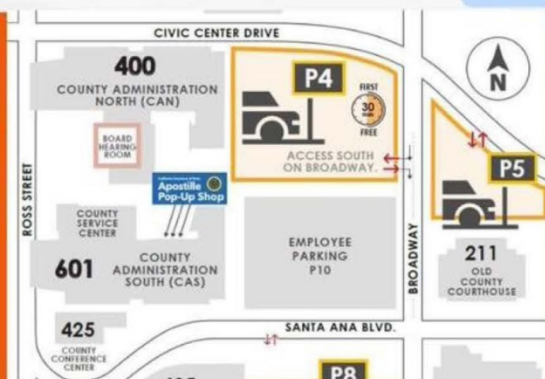 CIVIC CENTER DRIVE
400
COUNTY ADMINISTRATION
NORTH (CAN)
BOARD
HEARING
ROOM
P4
FIRST
30
FREE
ACCESS SOUTH
ON BROADWAY.
N
P5
ROSS STREET
Apostille
Pop-Up Shop
COUNTY
SERVICE
CENTER
601
COUNTY
ADMINISTRATION
SOUTH (CAS)
EMPLOYEE
PARKING
P10
BROADWAY
211
OLD
COUNTY
COURTHOUSE
425
COUNTY
CONFERENCE
CENTER
SANTA ANA BLVD.
P8